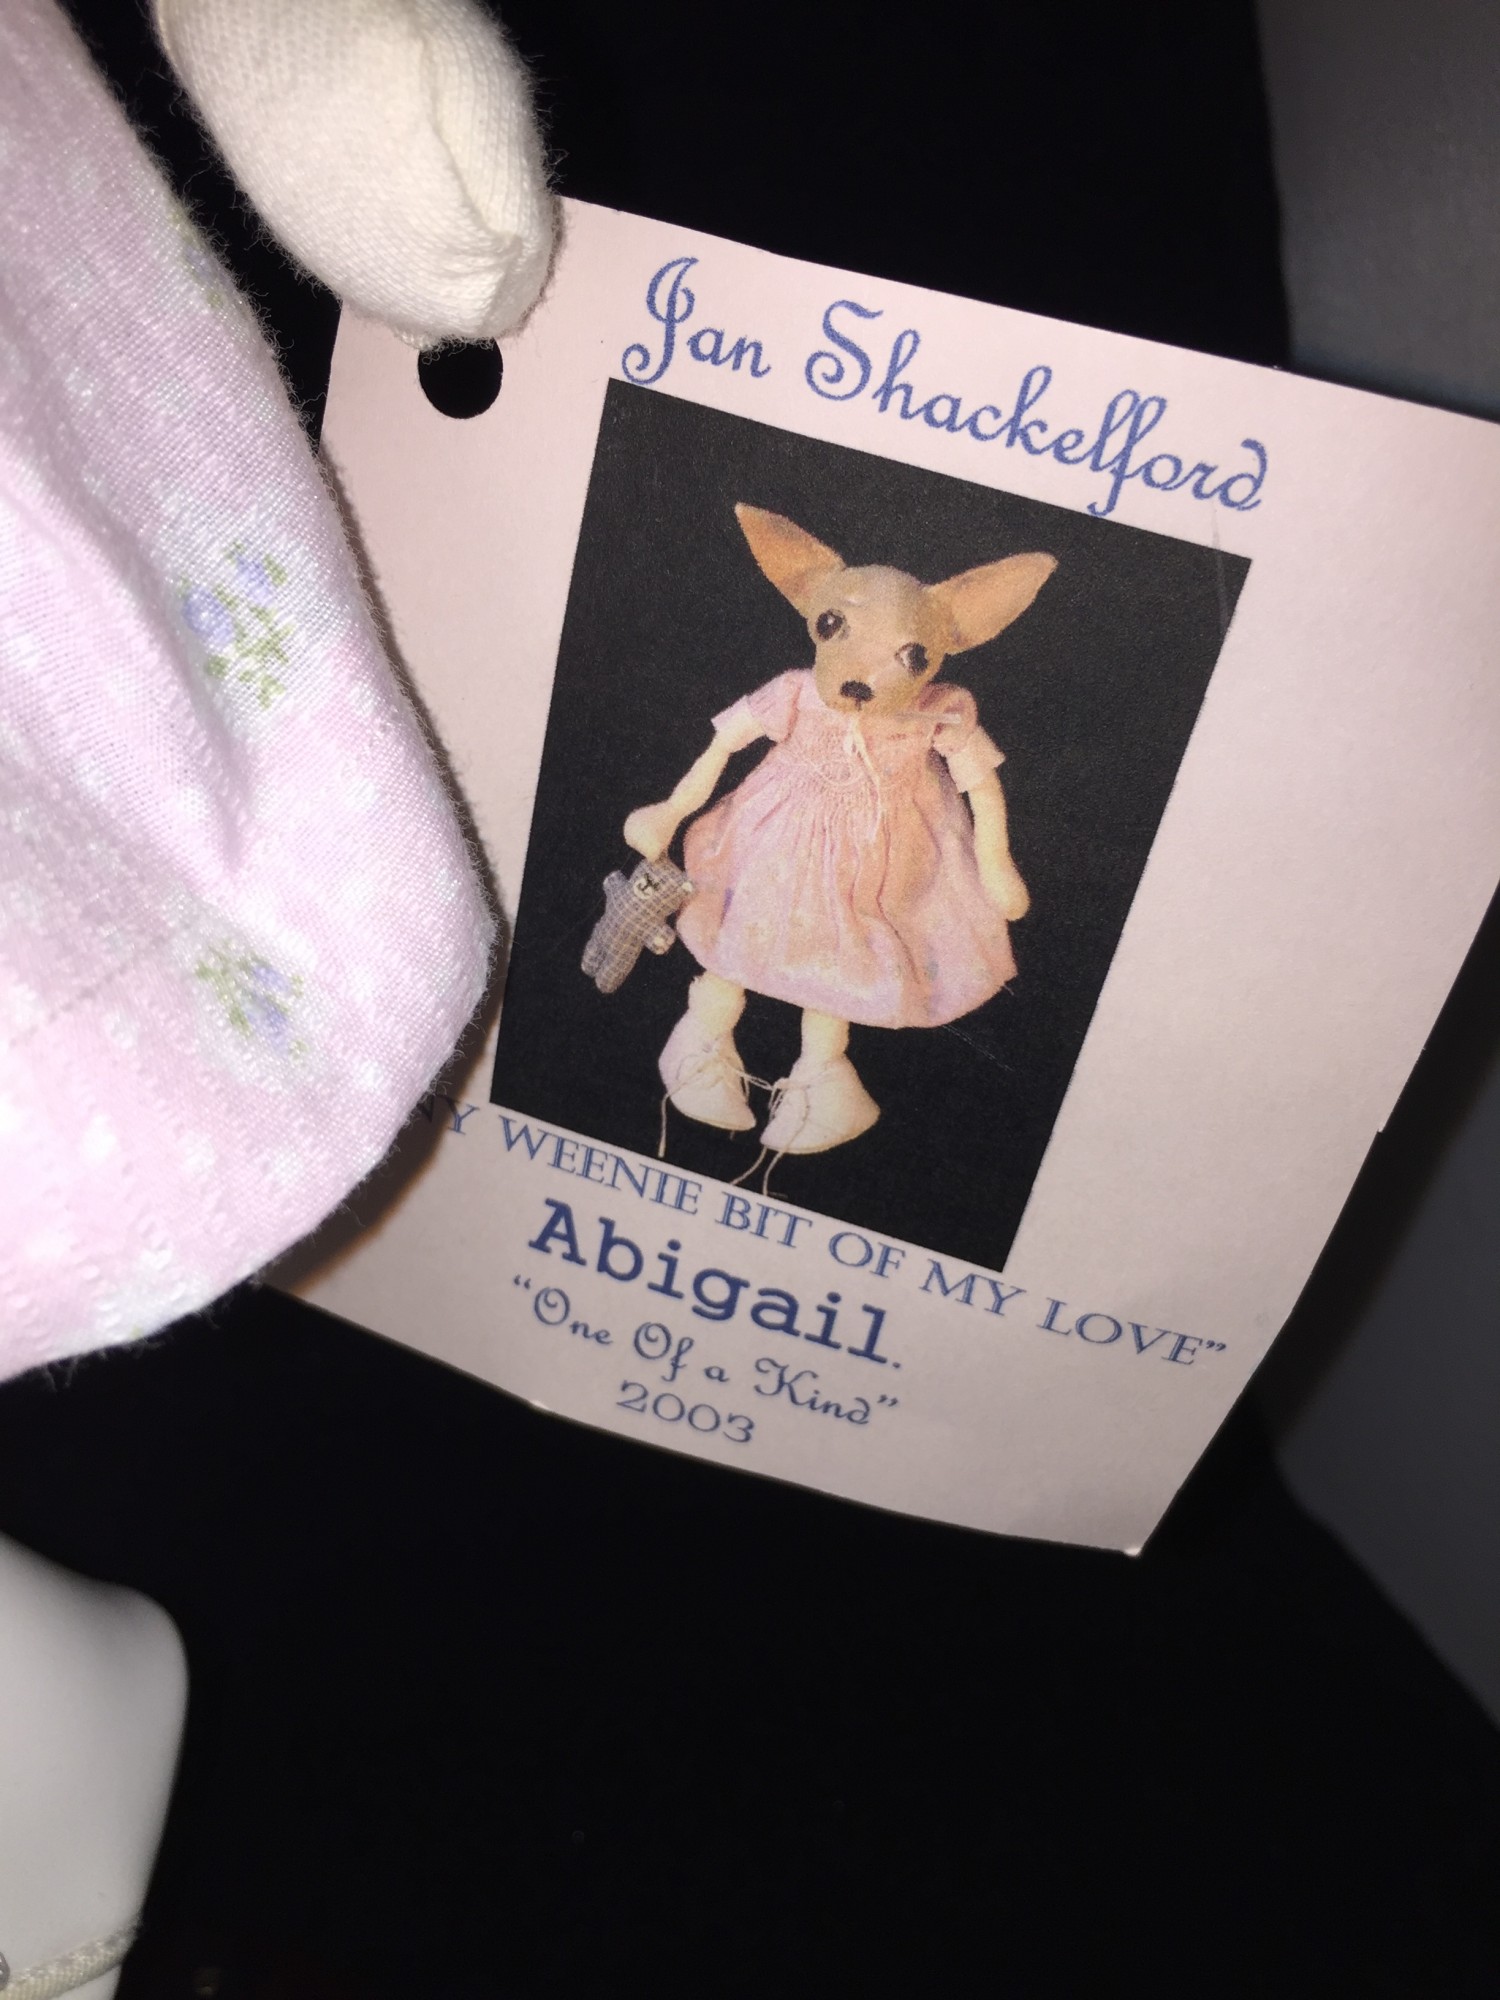 Jan Shackelford
WEENIE BIT OF MY LOVE”
Abigail.
“One Of a Kind”
2003